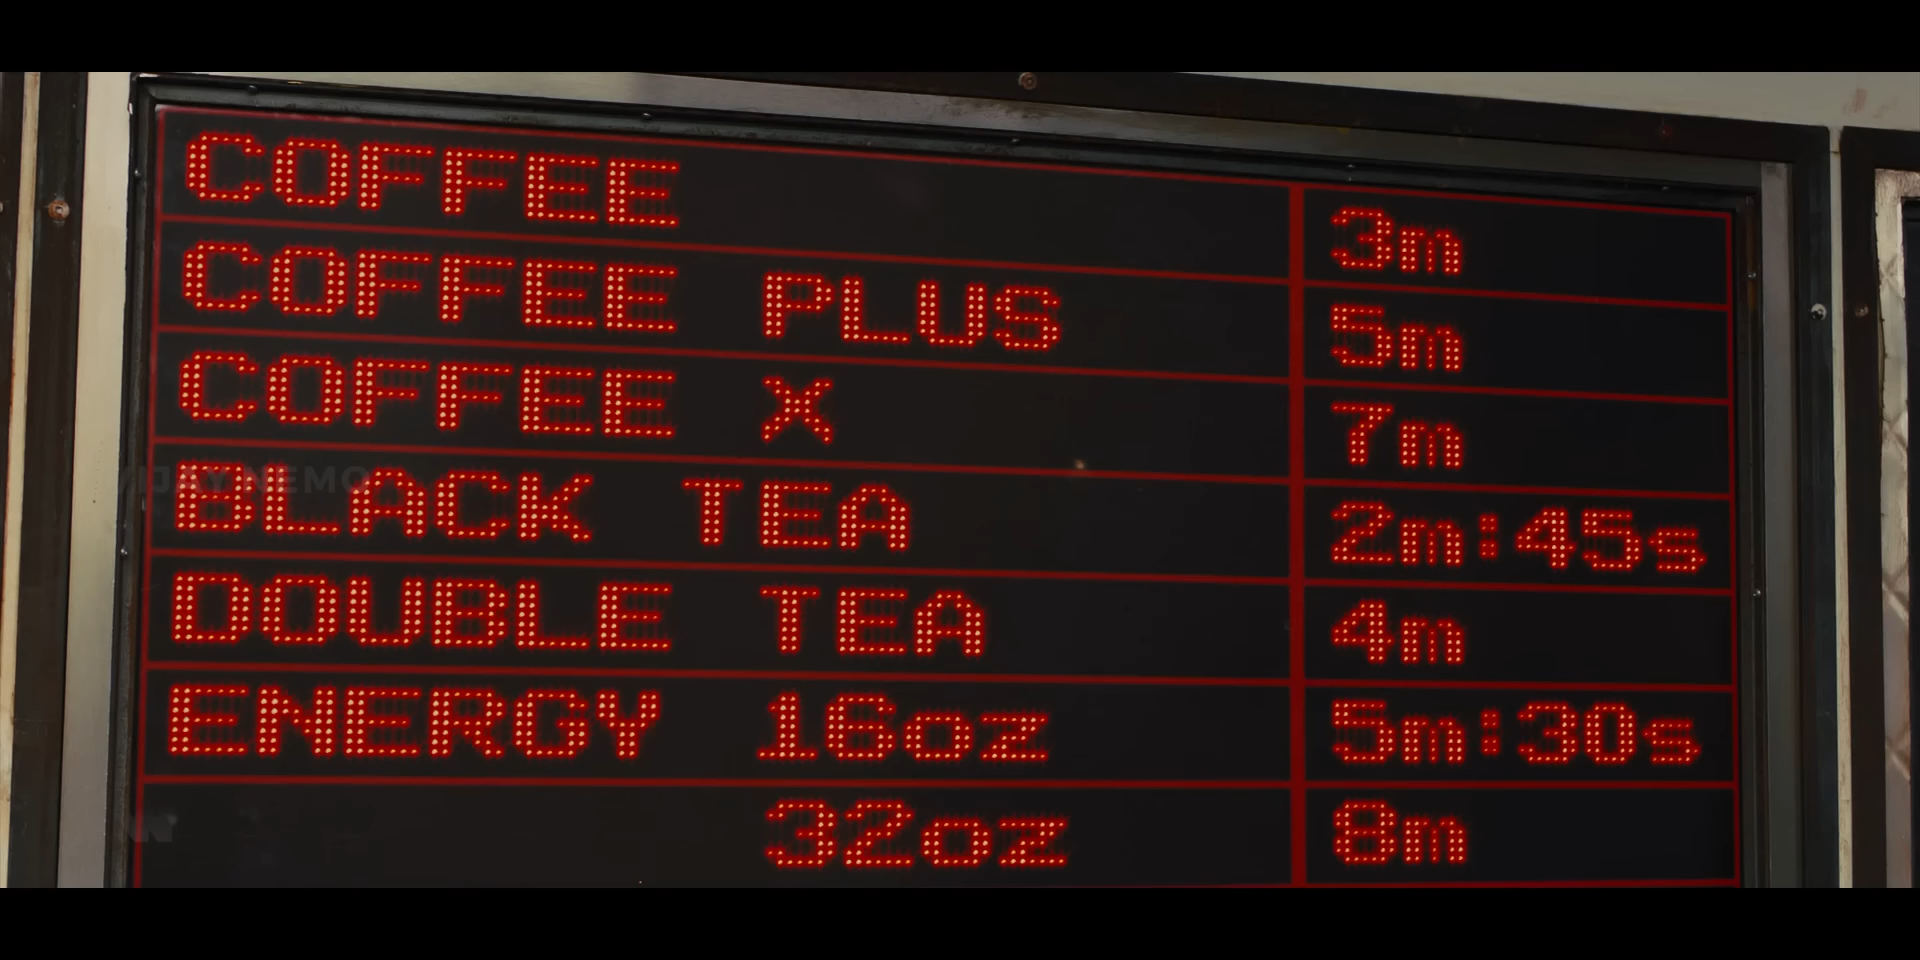 COFFEE 3m
COFFEE PLUS 5m
COFFEE X 7m
BLACK TEA 2m:45s
DOUBLE TEA 4m
ENERGY 16oz 5m:30s
32oz 8m